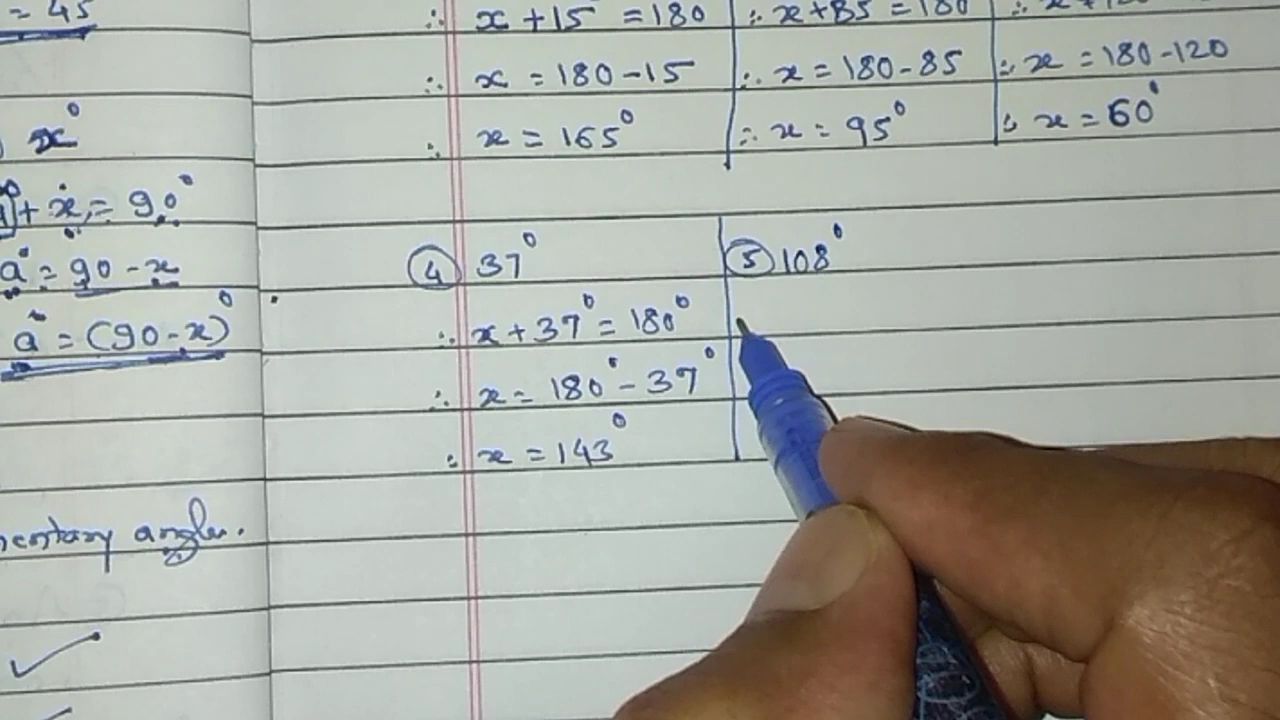 = 45
x°
+ x = 90°
a° = 90 - x
a° = (90 - x)°
angle.
∴ x + 15 = 180
∴ x = 180 - 15
∴ x = 165°
∴ x + 85 = 180
∴ x = 180 - 85
∴ x = 95°
∴ x
∴ x = 180 - 120
∴ x = 60°
④ 37°
∴ x + 37° = 180°
∴ x = 180° - 37°
∴ x = 143°
⑤ 108°